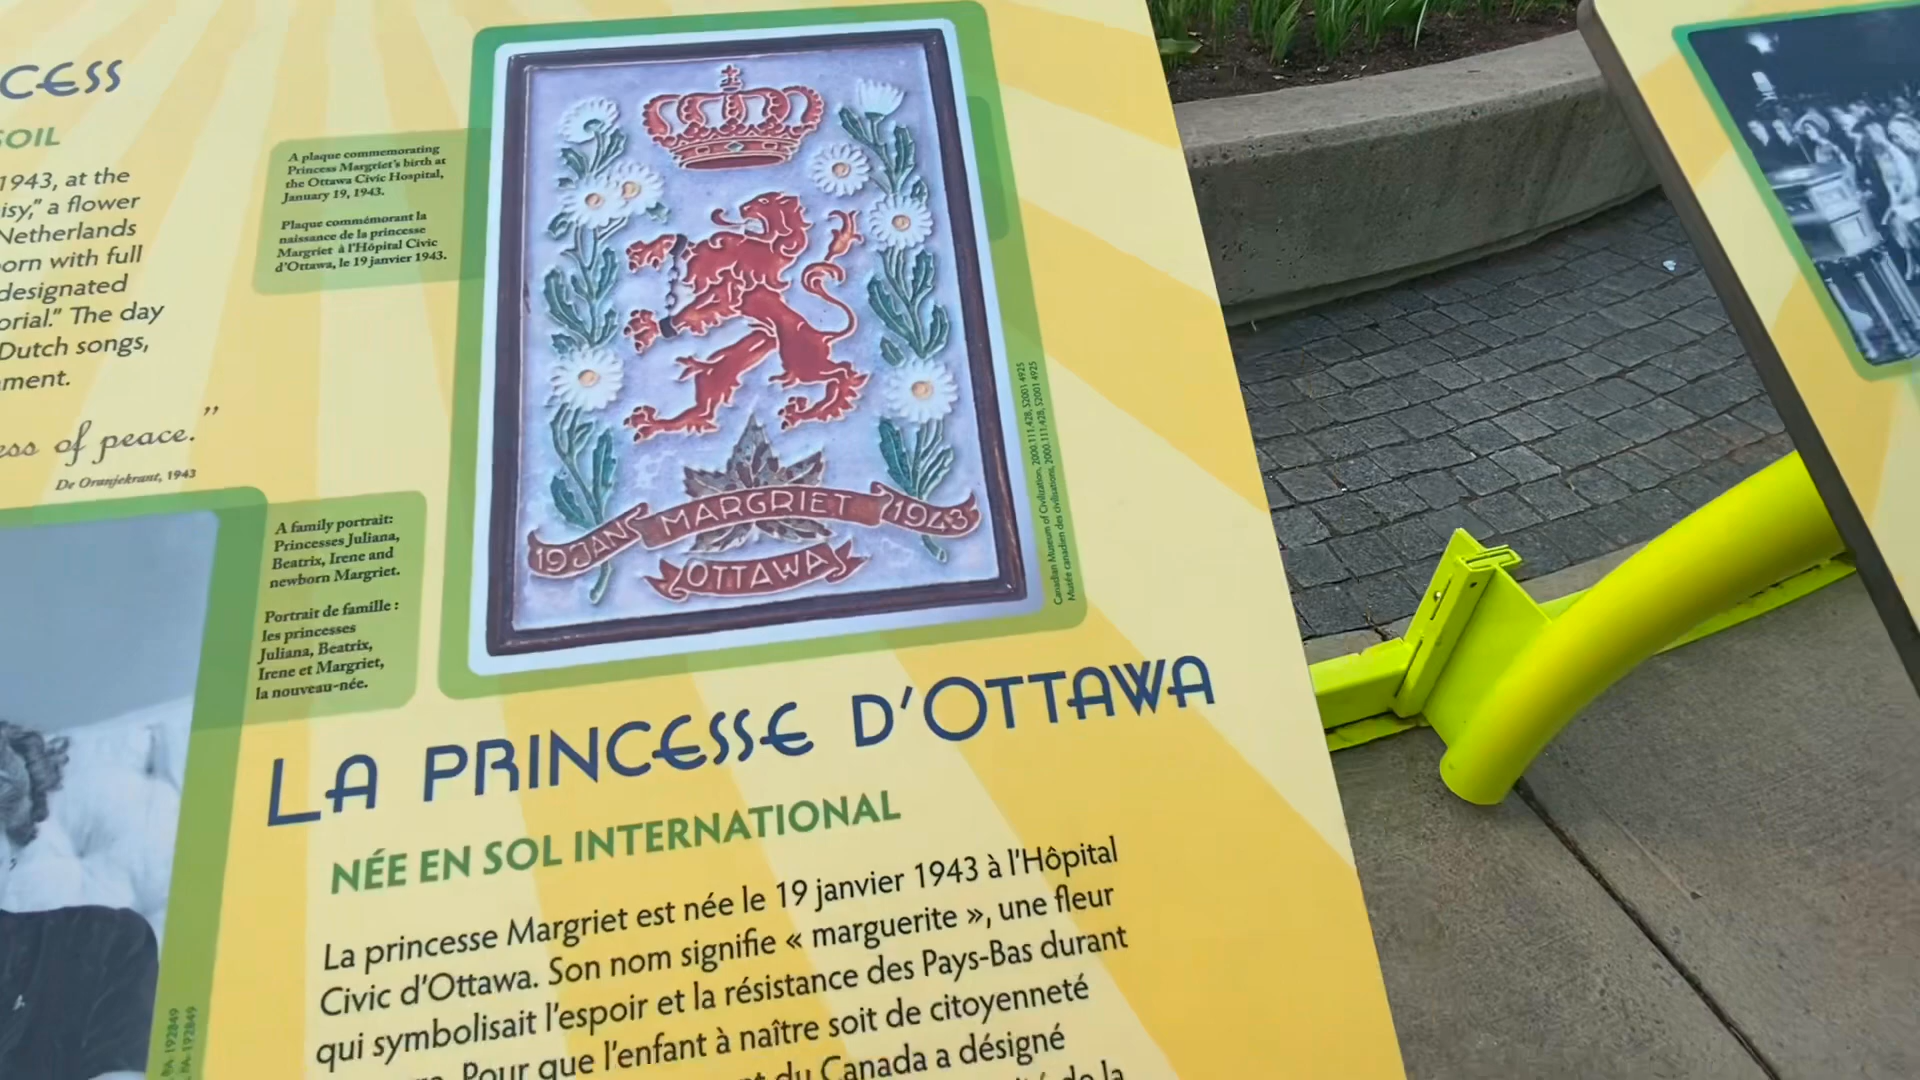 CESS
SOIL
1943, at the
isy,” a flower
Netherlands
orn with full
designated
orial.” The day
Dutch songs,
ment.
ess of peace.”
De Oranjekrant, 1943
A plaque commemorating
Princess Margriet's birth at
the Ottawa Civic Hospital,
January 19, 1943.
Plaque commémorant la
naissance de la princesse
Margriet à l'Hôpital Civic
d'Ottawa, le 19 janvier 1943.
19 JAN MARGRIET 1943
OTTAWA
Canadian Museum of Civilization, 2000.111.428, S2001 4925
Musée canadien des civilisations, 2000.111.428, S2001 4925
A family portrait:
Princesses Juliana,
Beatrix, Irene and
newborn Margriet.
Portrait de famille :
les princesses
Juliana, Beatrix,
Irene et Margriet,
la nouveau-née.
PA 192849
PA-192849
LA PRINCESSE D'OTTAWA
NÉE EN SOL INTERNATIONAL
La princesse Margriet est née le 19 janvier 1943 à l'Hôpital
Civic d'Ottawa. Son nom signifie « marguerite », une fleur
qui symbolisait l'espoir et la résistance des Pays-Bas durant
Pour que l'enfant à naître soit de citoyenneté
du Canada a désigné
de la